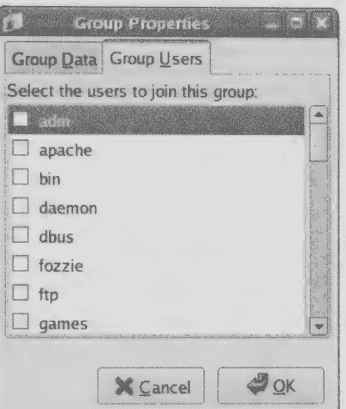 Group Properties
Group Data Group Users
Select the users to join this group:
adm
apache
bin
daemon
dbus
fozzie
ftp
games
Cancel OK